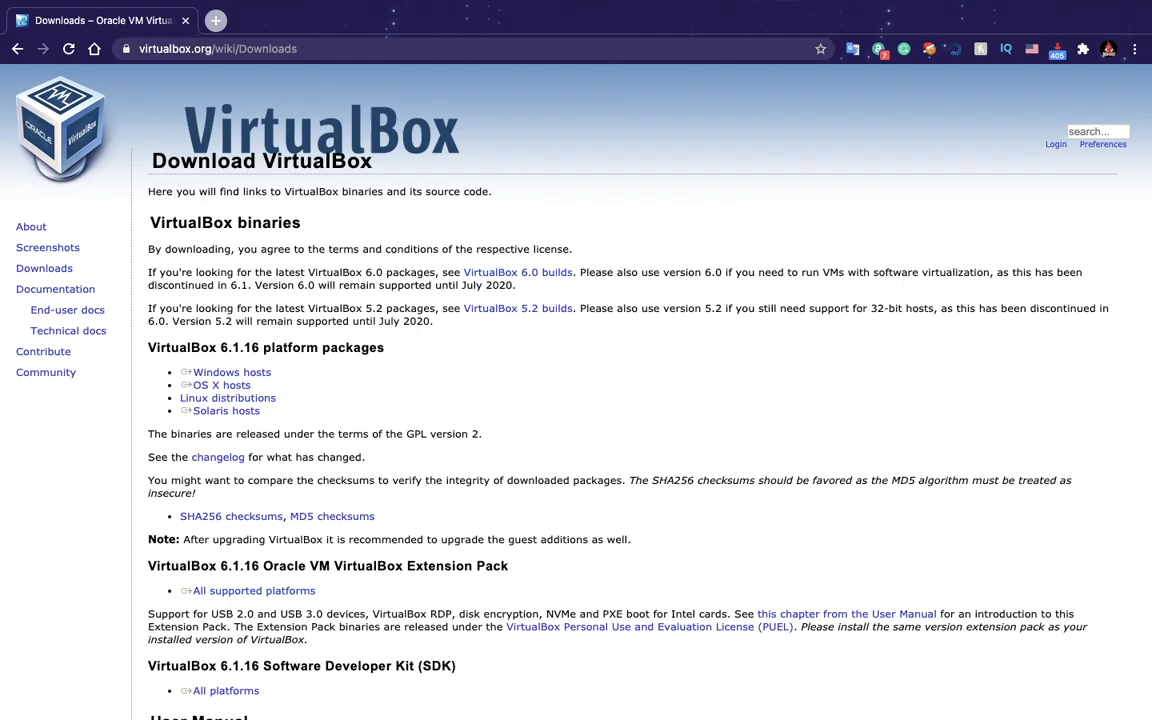 Downloads – Oracle VM Virtua
virtualbox.org/wiki/Downloads
7
IQ
405
VM
ORACLE
VirtualBox
VirtualBox
search...
Login Preferences
Download VirtualBox
Here you will find links to VirtualBox binaries and its source code.
About
Screenshots
Downloads
Documentation
End-user docs
Technical docs
Contribute
Community
VirtualBox binaries
By downloading, you agree to the terms and conditions of the respective license.
If you're looking for the latest VirtualBox 6.0 packages, see VirtualBox 6.0 builds. Please also use version 6.0 if you need to run VMs with software virtualization, as this has been
discontinued in 6.1. Version 6.0 will remain supported until July 2020.
If you're looking for the latest VirtualBox 5.2 packages, see VirtualBox 5.2 builds. Please also use version 5.2 if you still need support for 32-bit hosts, as this has been discontinued in
6.0. Version 5.2 will remain supported until July 2020.
VirtualBox 6.1.16 platform packages
Windows hosts
OS X hosts
Linux distributions
Solaris hosts
The binaries are released under the terms of the GPL version 2.
See the changelog for what has changed.
You might want to compare the checksums to verify the integrity of downloaded packages. The SHA256 checksums should be favored as the MD5 algorithm must be treated as
insecure!
SHA256 checksums, MD5 checksums
Note: After upgrading VirtualBox it is recommended to upgrade the guest additions as well.
VirtualBox 6.1.16 Oracle VM VirtualBox Extension Pack
All supported platforms
Support for USB 2.0 and USB 3.0 devices, VirtualBox RDP, disk encryption, NVMe and PXE boot for Intel cards. See this chapter from the User Manual for an introduction to this
Extension Pack. The Extension Pack binaries are released under the VirtualBox Personal Use and Evaluation License (PUEL). Please install the same version extension pack as your
installed version of VirtualBox.
VirtualBox 6.1.16 Software Developer Kit (SDK)
All platforms
User Manual